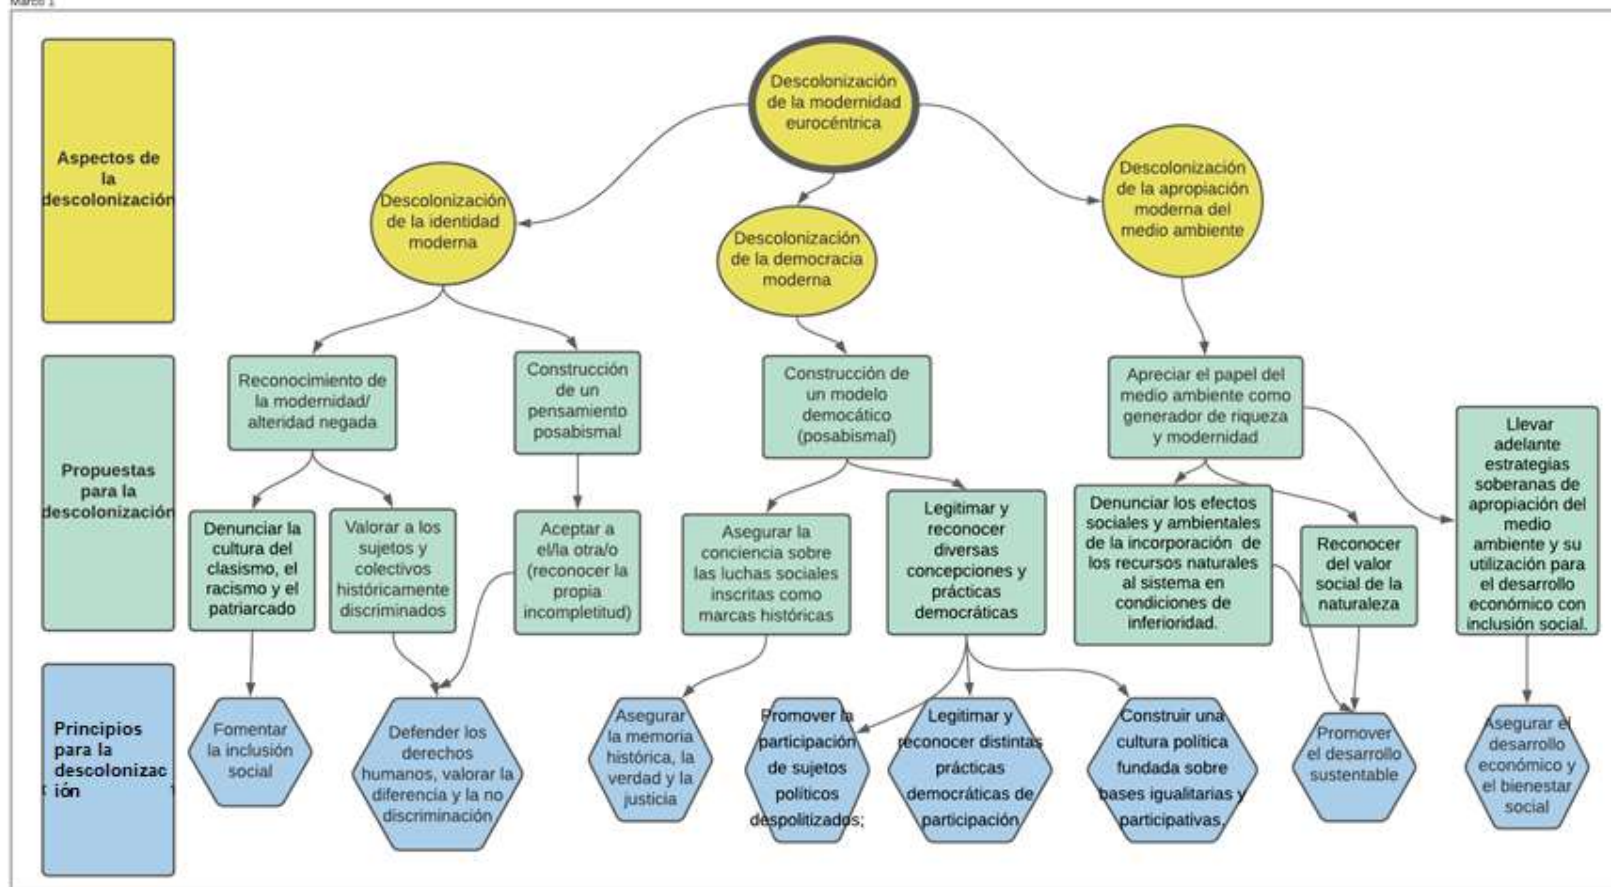 Marco 1
Aspectos de
la
descolonización
Descolonización
de la modernidad
eurocéntrica
Descolonización
de la identidad
moderna
Descolonización
de la democracia
moderna
Descolonización
de la apropiación
moderna del
medio ambiente
Propuestas
para la
descolonización
Reconocimiento de
la modernidad/
alteridad negada
Construcción
de un
pensamiento
posabismal
Construcción de
un modelo
democático
(posabismal)
Apreciar el papel del
medio ambiente como
generador de riqueza
y modernidad
Llevar
adelante
estrategias
soberanas de
apropiación del
medio
ambiente y su
utilización para
el desarrollo
económico con
inclusión social.
Denunciar la
cultura del
clasismo, el
racismo y el
patriarcado
Valorar a los
sujetos y
colectivos
históricamente
discriminados
Aceptar a
el/la otra/o
(reconocer la
propia
incompletitud)
Asegurar la
conciencia sobre
las luchas sociales
inscritas como
marcas históricas
Legitimar y
reconocer
diversas
concepciones y
prácticas
democráticas
Denunciar los efectos
sociales y ambientales
de la incorporación de
los recursos naturales
al sistema en
condiciones de
inferioridad.
Reconocer
del valor
social de la
naturaleza
Principios
para la
descolonizac
ión
Fomentar
la inclusión
social
Defender los
derechos
humanos, valorar la
diferencia y la no
discriminación
Asegurar
la memoria
histórica, la
verdad y la
justicia
Promover la
participación
de sujetos
políticos
despolitizados;
Legitimar y
reconocer distintas
prácticas
democráticas de
participación
Construir una
cultura política
fundada sobre
bases igualitarias y
participativas.
Promover
el desarrollo
sustentable
Asegurar el
desarrollo
económico y
el bienestar
social